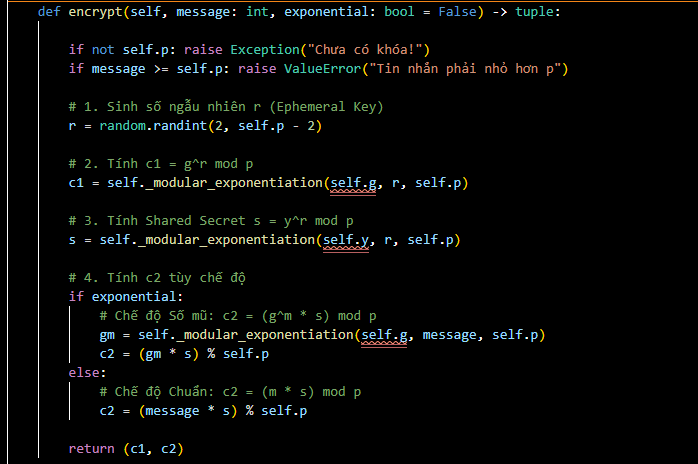 def encrypt(self, message: int, exponential: bool = False) -> tuple:
if not self.p: raise Exception("Chưa có khóa!")
if message >= self.p: raise ValueError("Tin nhắn phải nhỏ hơn p")
# 1. Sinh số ngẫu nhiên r (Ephemeral Key)
r = random.randint(2, self.p - 2)
# 2. Tính c1 = g^r mod p
c1 = self._modular_exponentiation(self.g, r, self.p)
# 3. Tính Shared Secret s = y^r mod p
s = self._modular_exponentiation(self.y, r, self.p)
# 4. Tính c2 tùy chế độ
if exponential:
# Chế độ Số mũ: c2 = (g^m * s) mod p
gm = self._modular_exponentiation(self.g, message, self.p)
c2 = (gm * s) % self.p
else:
# Chế độ Chuẩn: c2 = (m * s) mod p
c2 = (message * s) % self.p
return (c1, c2)